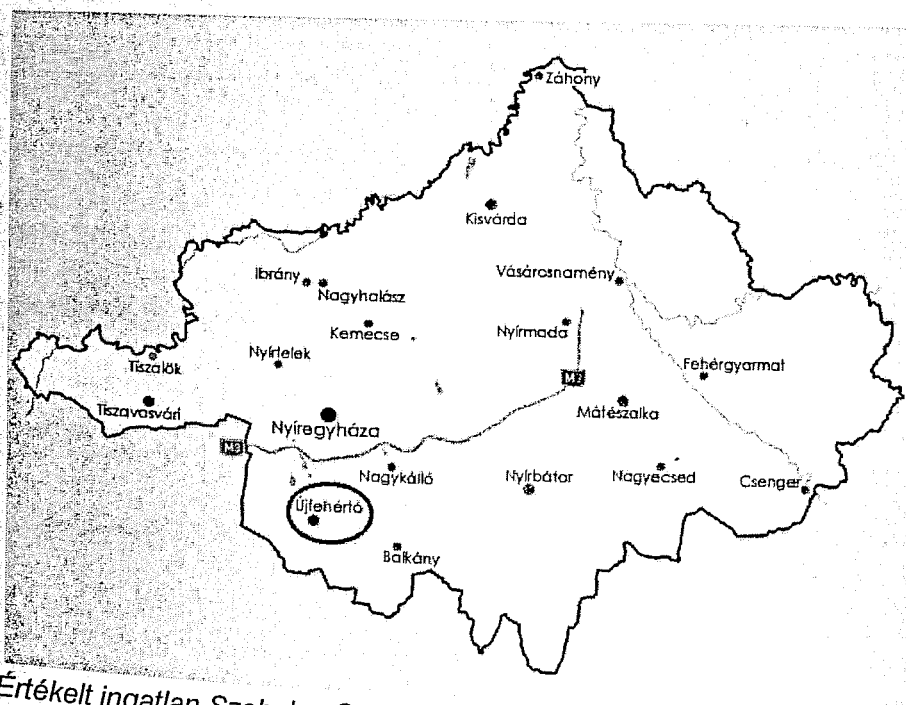 Záhony
Kisvárda
Ibrány
Vásárosnamény
Nagyhalász
Kemecse
Nyírmada
Nyírtelek
Tiszalök
Fehérgyarmat
M3
Mátészalka
Tiszavasvári
Nyíregyháza
M3
Nagykálló
Nyírbátor
Nagyecsed
Csenger
Újfehértó
Balkány
Értékelt ingatlan